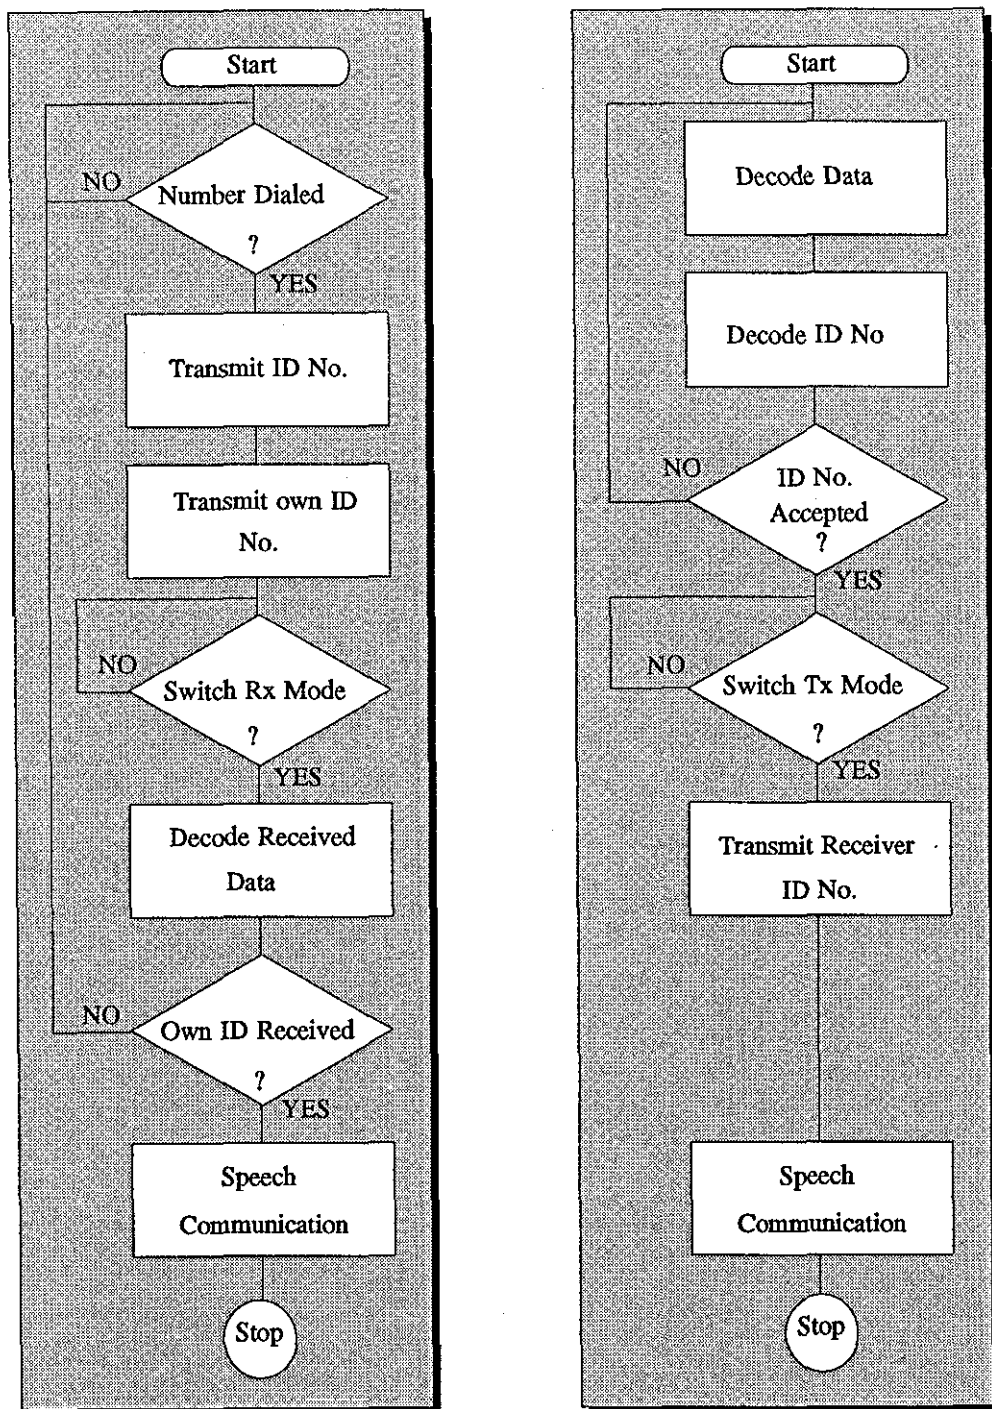 Start
NO
Number Dialed
?
YES
Transmit ID No.
Transmit own ID
No.
NO
Switch Rx Mode
?
YES
Decode Received
Data
NO
Own ID Received
?
YES
Speech
Communication
Stop
Start
Decode Data
Decode ID No
NO
ID No.
Accepted
?
YES
NO
Switch Tx Mode
?
YES
Transmit Receiver
ID No.
Speech
Communication
Stop